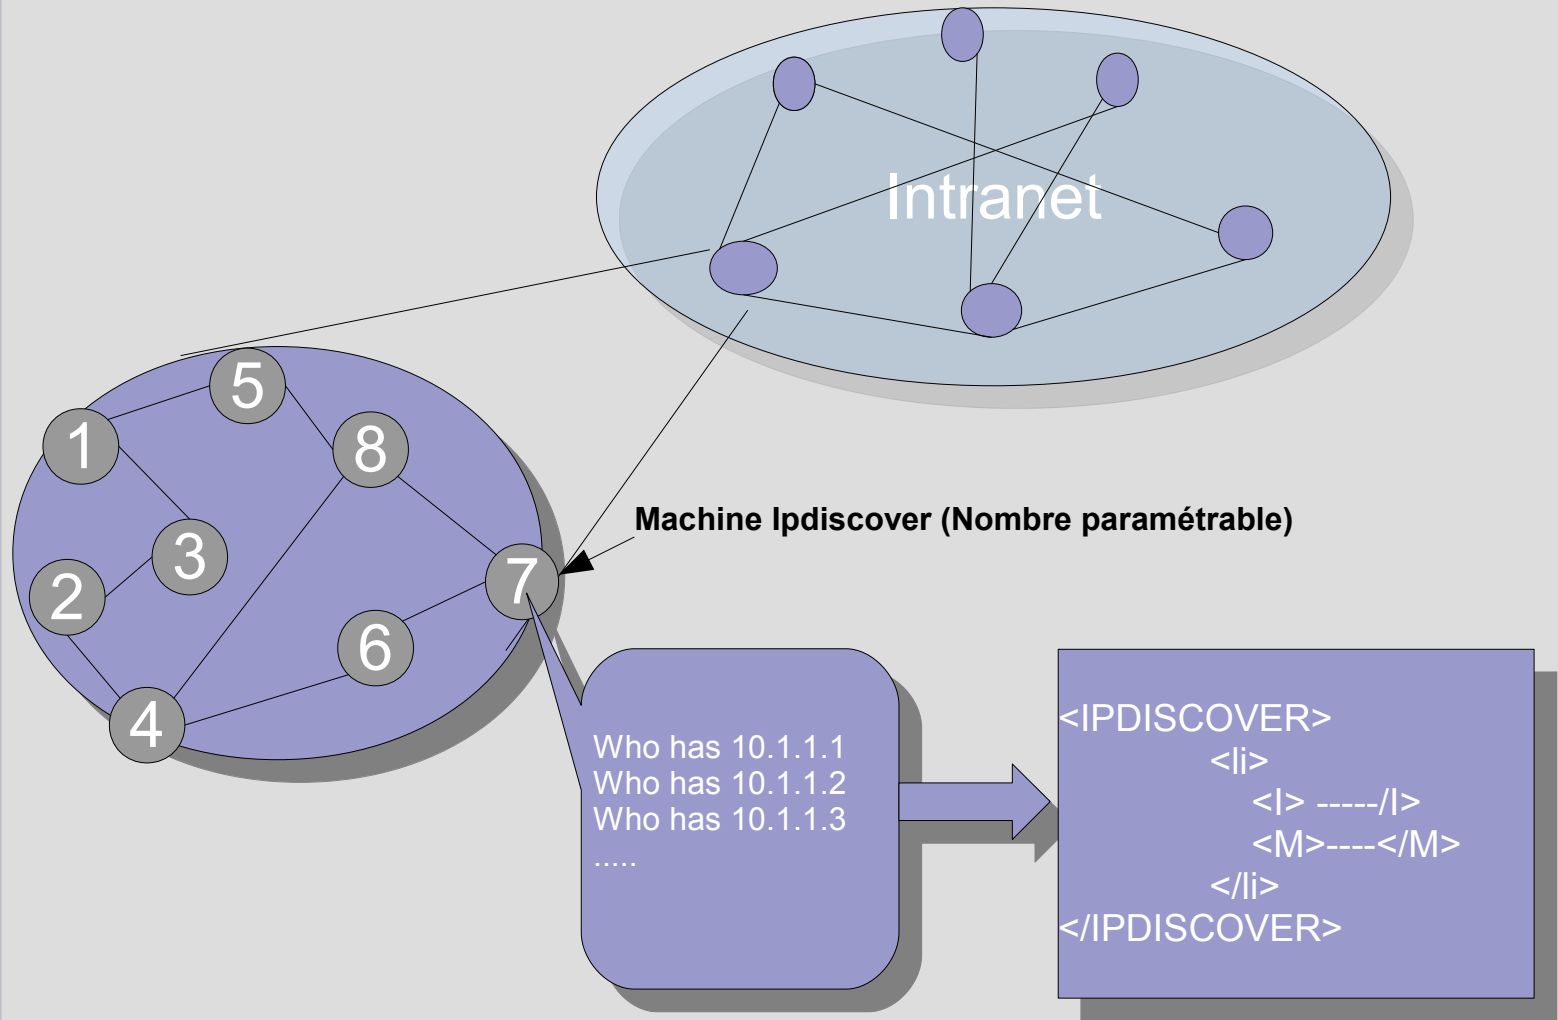 Intranet
5
1
8
3
2
7
6
4
Machine Ipdiscover (Nombre paramétrable)
Who has 10.1.1.1
Who has 10.1.1.2
Who has 10.1.1.3
.....
<IPDISCOVER>
<li>
<I> -----/I>
<M>----</M>
</li>
</IPDISCOVER>